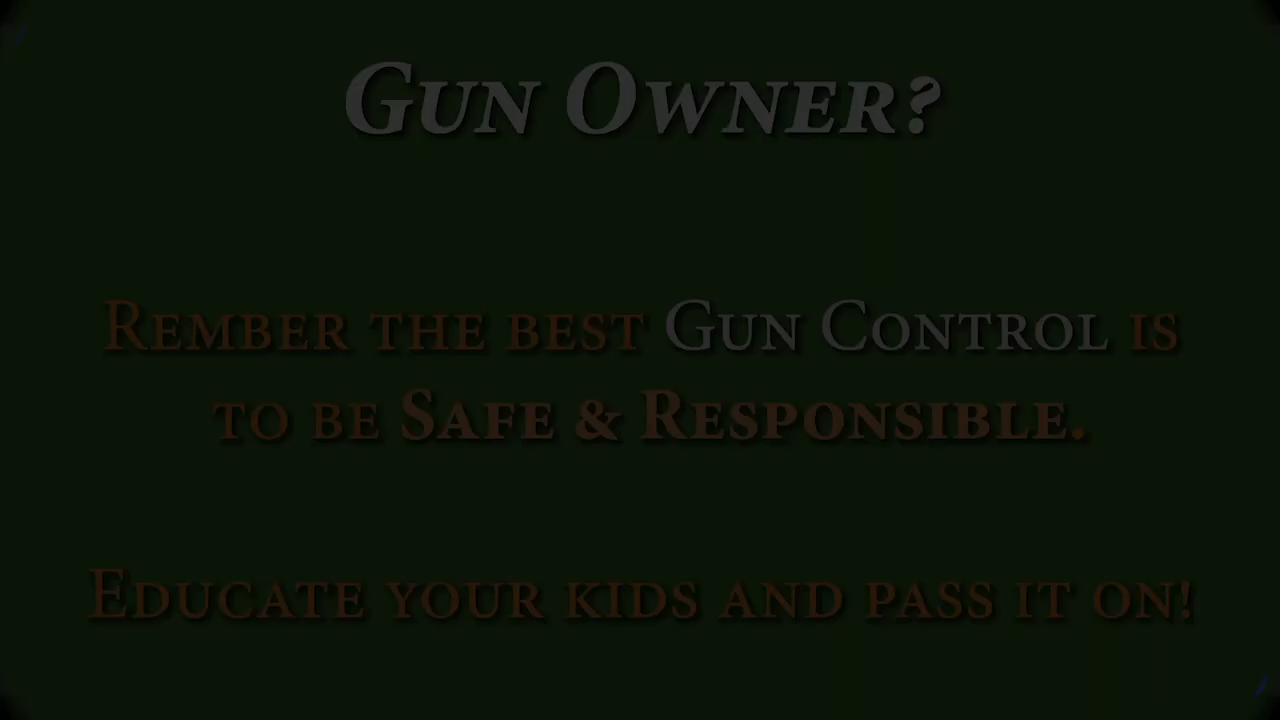 Gun Owner?
Rember the best Gun Control is
to be Safe & Responsible.
Educate your kids and pass it on!